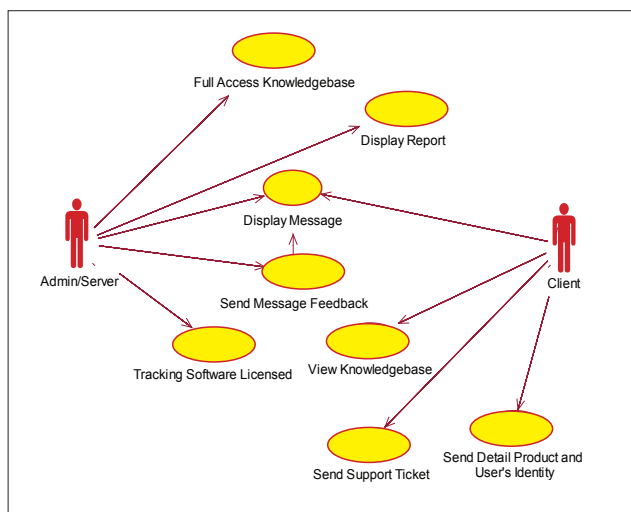 Full Access Knowledgebase
Display Report
Display Message
Admin/Server
Client
Send Message Feedback
Tracking Software Licensed
View Knowledgebase
Send Support Ticket
Send Detail Product and
User's Identity